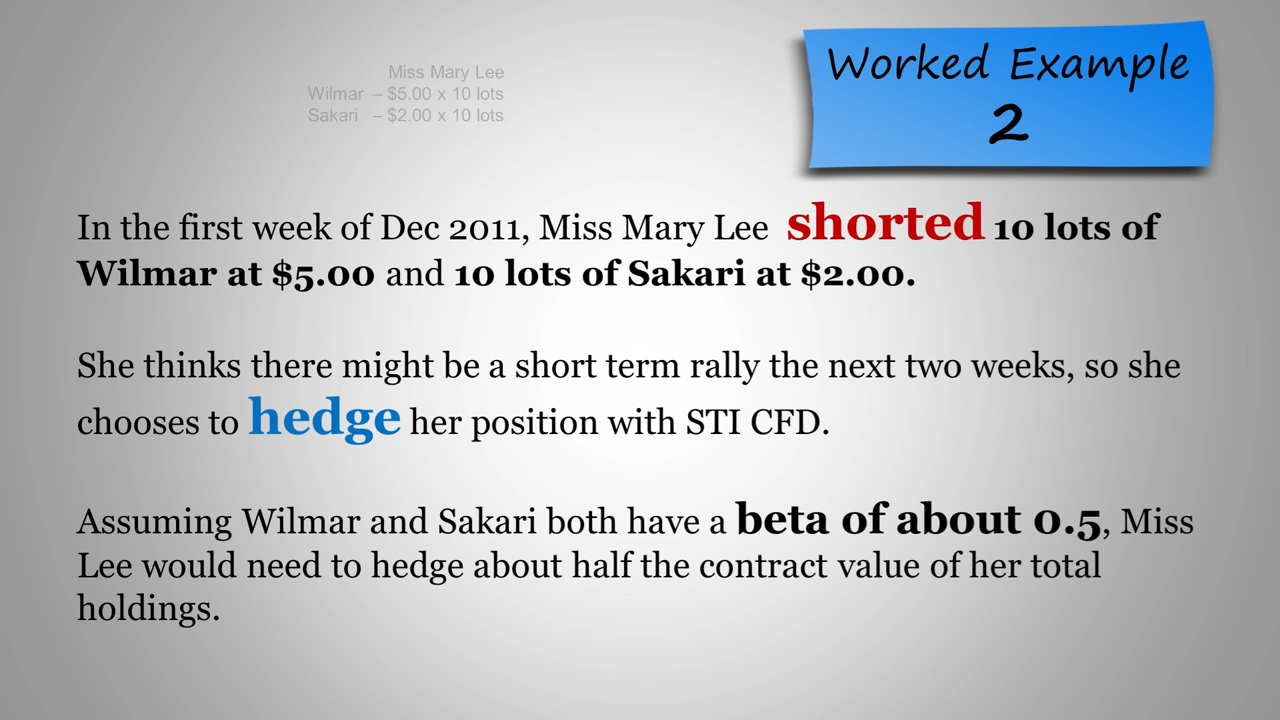 Miss Mary Lee
Wilmar – $5.00 x 10 lots
Sakari – $2.00 x 10 lots
Worked Example
2
In the first week of Dec 2011, Miss Mary Lee shorted 10 lots of
Wilmar at $5.00 and 10 lots of Sakari at $2.00.
She thinks there might be a short term rally the next two weeks, so she
chooses to hedge her position with STI CFD.
Assuming Wilmar and Sakari both have a beta of about 0.5, Miss
Lee would need to hedge about half the contract value of her total
holdings.